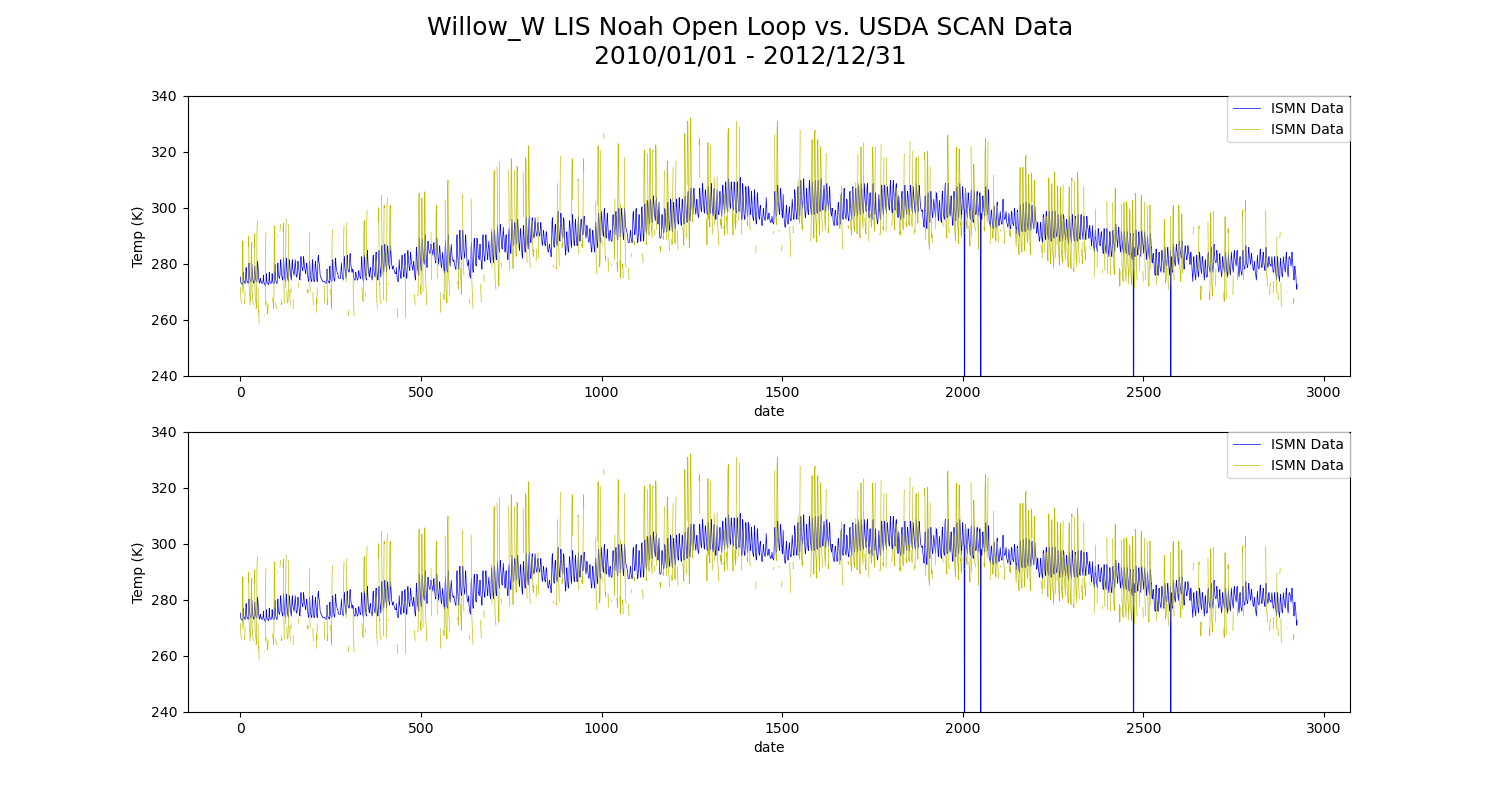 Willow_W LIS Noah Open Loop vs. USDA SCAN Data
2010/01/01 - 2012/12/31
340
320
300
280
260
240
Temp (K)
ISMN Data
ISMN Data
0 500 1000 1500 2000 2500 3000
date
340
320
300
280
260
240
Temp (K)
ISMN Data
ISMN Data
0 500 1000 1500 2000 2500 3000
date